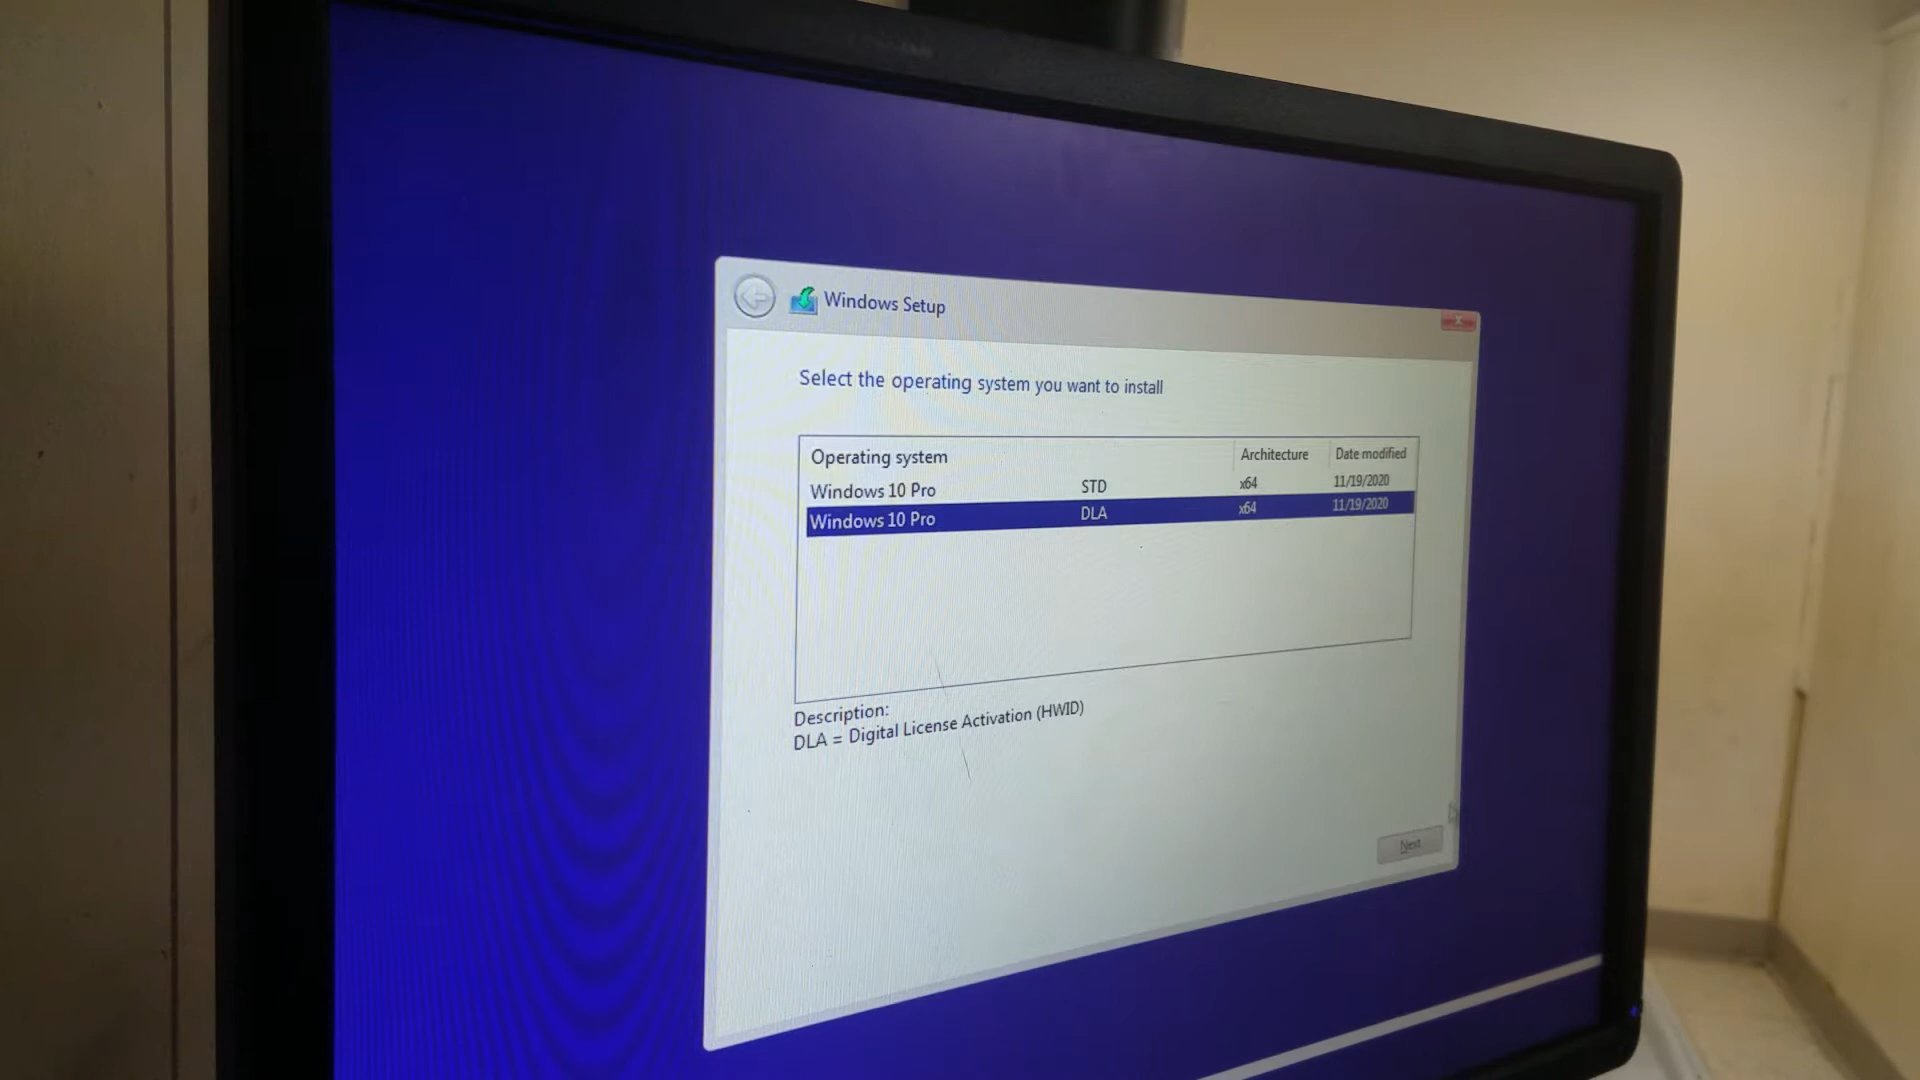 Windows Setup
Select the operating system you want to install
Operating system Architecture Date modified
Windows 10 Pro STD x64 11/19/2020
Windows 10 Pro DLA x64 11/19/2020
Description:
DLA = Digital License Activation (HWID)
Next